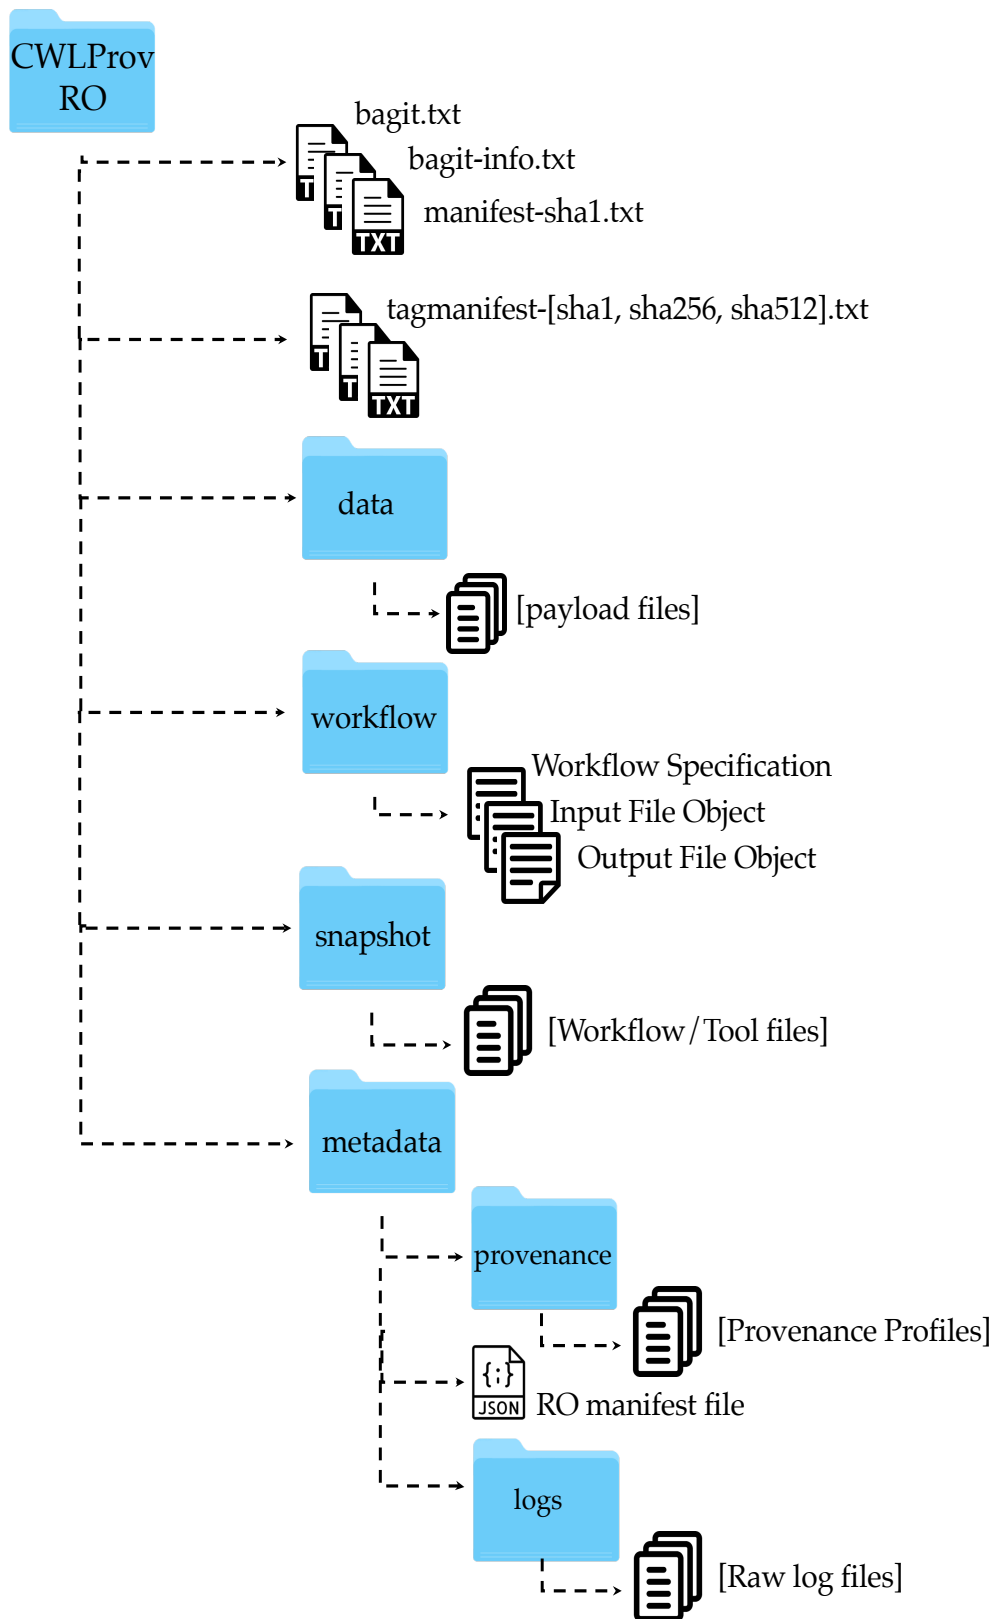 CWLProv
RO
bagit.txt
bagit-info.txt
manifest-sha1.txt
T
T
TXT
tagmanifest-[sha1, sha256, sha512].txt
T
T
TXT
data
[payload files]
workflow
Workflow Specification
Input File Object
Output File Object
snapshot
[Workflow/Tool files]
metadata
provenance
[Provenance Profiles]
{;}
JSON
RO manifest file
logs
[Raw log files]